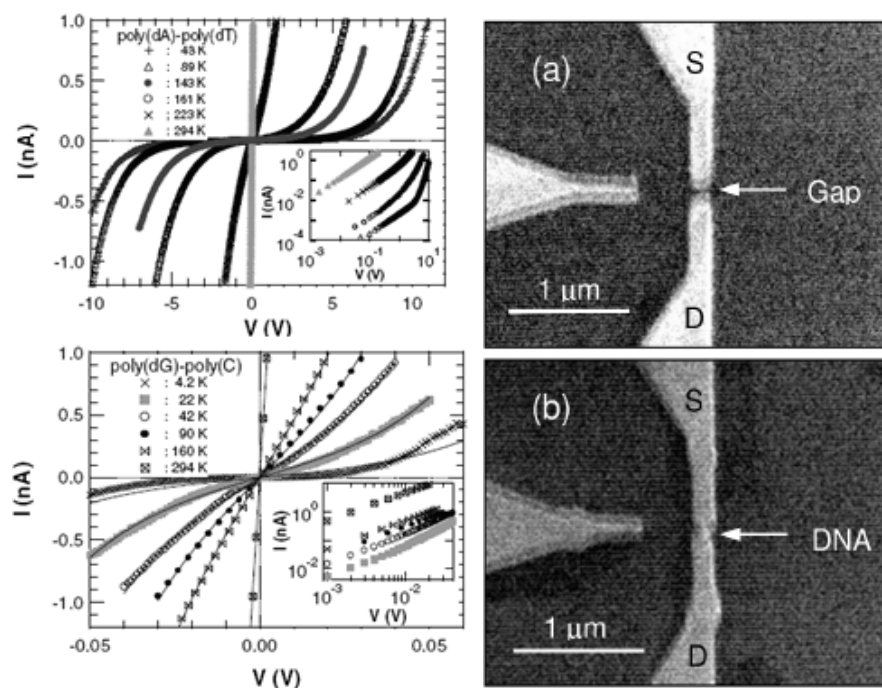 poly(dA)-poly(dT)
+ : 43 K
△ : 89 K
● : 143 K
○ : 161 K
× : 223 K
▲ : 294 K
I (nA)
1.0
0.5
0.0
-0.5
-1.0
-10
-5
0
5
10
V (V)
I (nA)
10⁰
10⁻²
10⁻⁴
10⁻³
10⁻¹
10¹
V (V)
(a)
S
Gap
1 µm
D
poly(dG)-poly(C)
× : 4.2 K
■ : 22 K
○ : 42 K
● : 90 K
⋈ : 160 K
⊠ : 294 K
I (nA)
1.0
0.5
0.0
-0.5
-1.0
-0.05
0.00
0.05
V (V)
I (nA)
10⁰
10⁻²
10⁻³
10⁻²
V (V)
(b)
S
DNA
1 µm
D